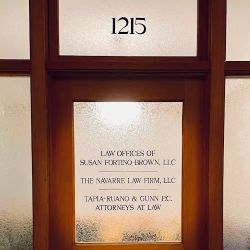 1215
LAW OFFICES OF
SUSAN FORTINO-BROWN, LLC
THE NAVARRE LAW FIRM, LLC
TAPIA-RUANO & GUNN P.C.
ATTORNEYS AT LAW